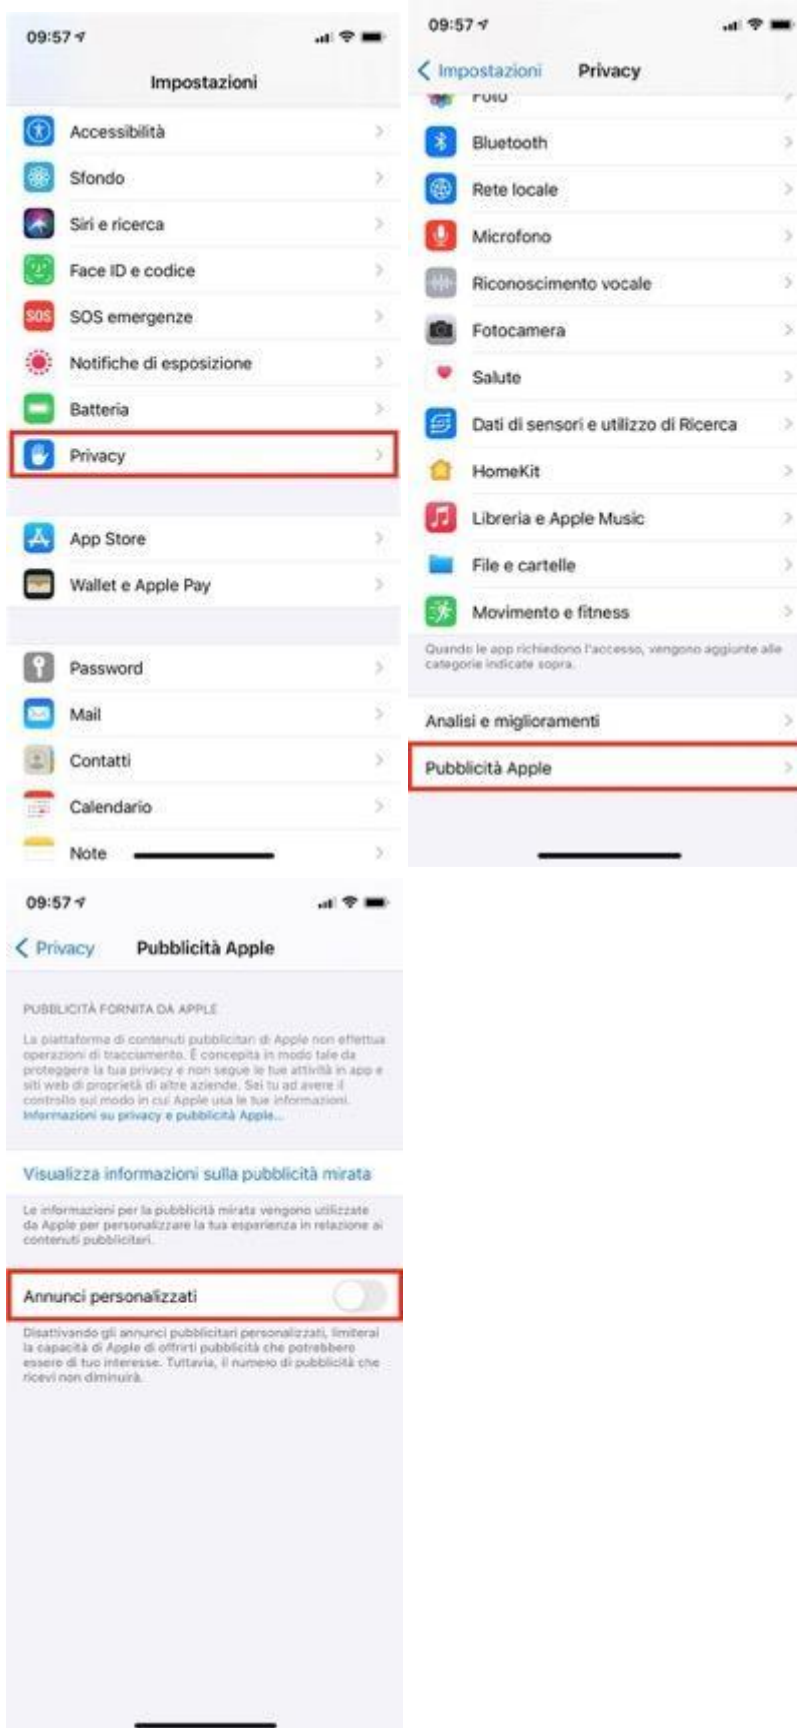 09:57
Impostazioni
Accessibilità
Sfondo
Siri e ricerca
Face ID e codice
SOS
SOS emergenze
Notifiche di esposizione
Batteria
Privacy
App Store
Wallet e Apple Pay
Password
Mail
Contatti
Calendario
Note
09:57
Impostazioni
Privacy
Foto
Bluetooth
Rete locale
Microfono
Riconoscimento vocale
Fotocamera
Salute
Dati di sensori e utilizzo di Ricerca
HomeKit
Libreria e Apple Music
File e cartelle
Movimento e fitness
Quando le app richiedono l'accesso, vengono aggiunte alle
categorie indicate sopra.
Analisi e miglioramenti
Pubblicità Apple
09:57
Privacy
Pubblicità Apple
PUBBLICITÀ FORNITA DA APPLE
La piattaforma di contenuti pubblicitari di Apple non effettua
operazioni di tracciamento. È concepita in modo tale da
proteggere la tua privacy e non segue le tue attività in app e
siti web di proprietà di altre aziende. Sei tu ad avere il
controllo sul modo in cui Apple usa le tue informazioni.
Informazioni su privacy e pubblicità Apple...
Visualizza informazioni sulla pubblicità mirata
Le informazioni per la pubblicità mirata vengono utilizzate
da Apple per personalizzare la tua esperienza in relazione ai
contenuti pubblicitari.
Annunci personalizzati
Disattivando gli annunci pubblicitari personalizzati, limiterai
la capacità di Apple di offrirti pubblicità che potrebbero
essere di tuo interesse. Tuttavia, il numero di pubblicità che
ricevi non diminuirà.